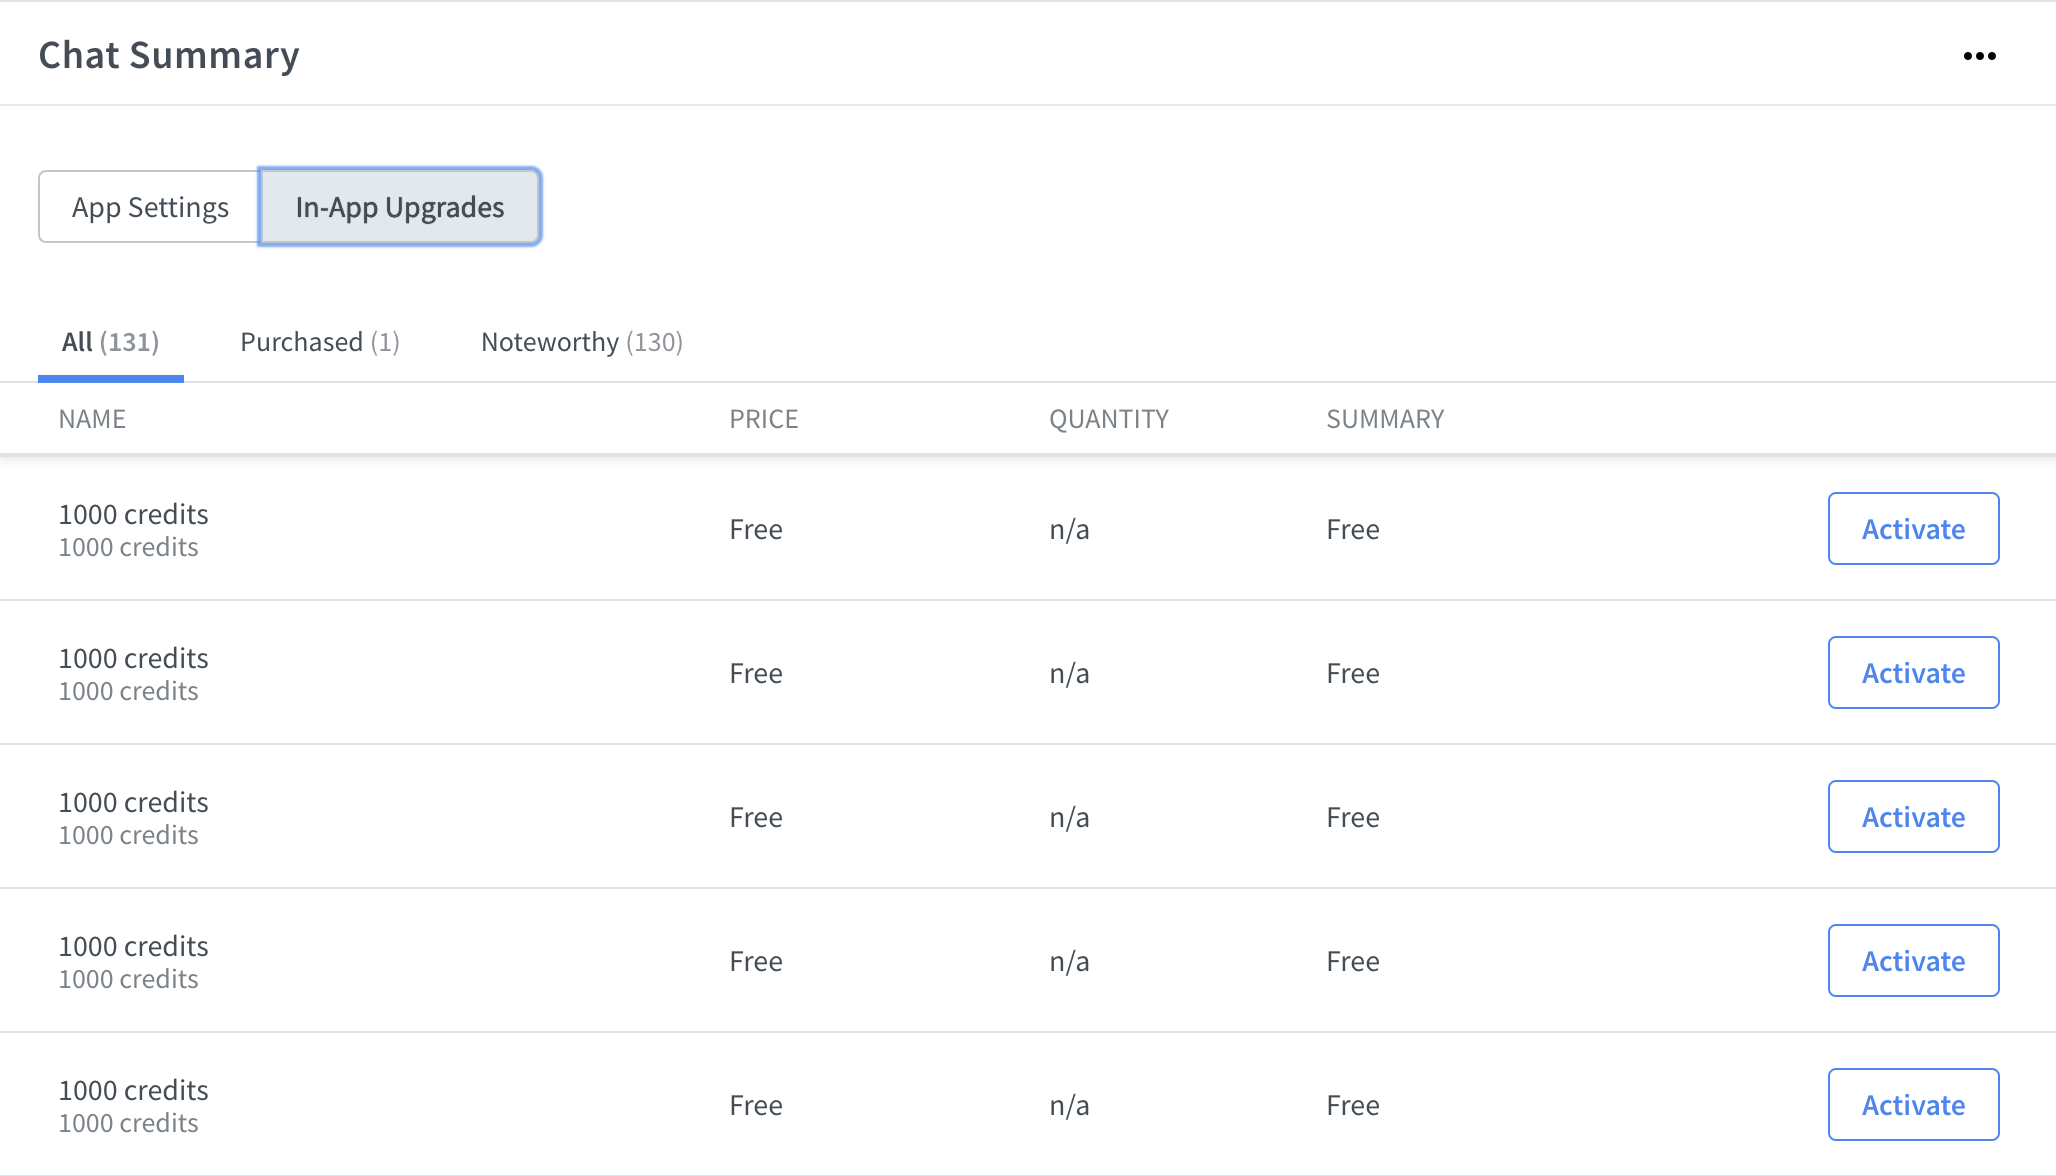 Chat Summary
App Settings In-App Upgrades
All (131) Purchased (1) Noteworthy (130)
NAME PRICE QUANTITY SUMMARY
1000 credits
1000 credits
Free n/a Free Activate
1000 credits
1000 credits
Free n/a Free Activate
1000 credits
1000 credits
Free n/a Free Activate
1000 credits
1000 credits
Free n/a Free Activate
1000 credits
1000 credits
Free n/a Free Activate